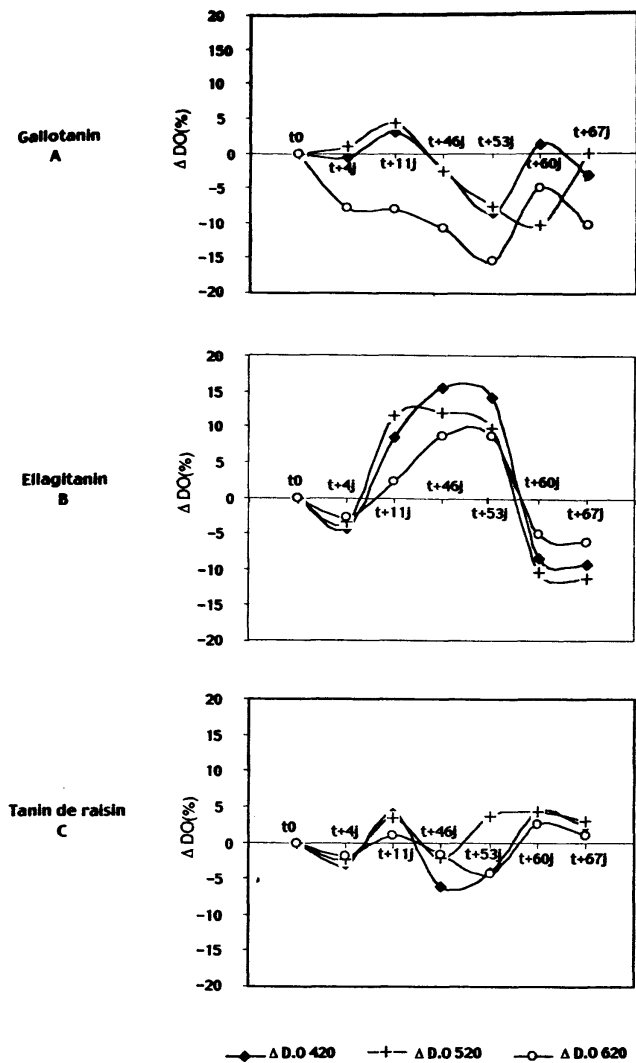 Gallotanin
A
Δ DO(%)
20
150
10
5
0
-5
-10
-15
-20
t0
t+4j
t+11j
t+46j
t+53j
t+60j
t+67j
Ellagitanin
B
Δ DO(%)
20
15
10
5
0
-5
-10
-15
-20
t0
t+4j
t+11j
t+46j
t+53j
t+60j
t+67j
Tanin de raisin
C
Δ DO(%)
20
15
10
5
0
-5
-10
-15
-20
t0
t+4j
t+11j
t+46j
t+53j
t+60j
t+67j
Δ D.O 420 Δ D.O 520 Δ D.O 620